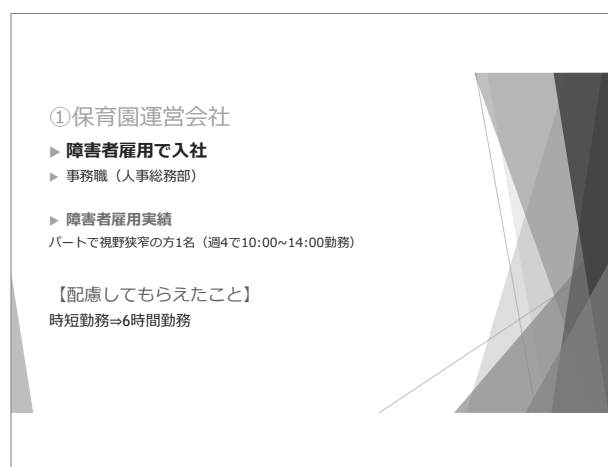 ①保育園運営会社
▶ 障害者雇用で入社
▶ 事務職（人事総務部）
▶ 障害者雇用実績
パートで視野狭窄の方1名（週4で10:00~14:00勤務）
【配慮してもらえたこと】
時短勤務⇒6時間勤務